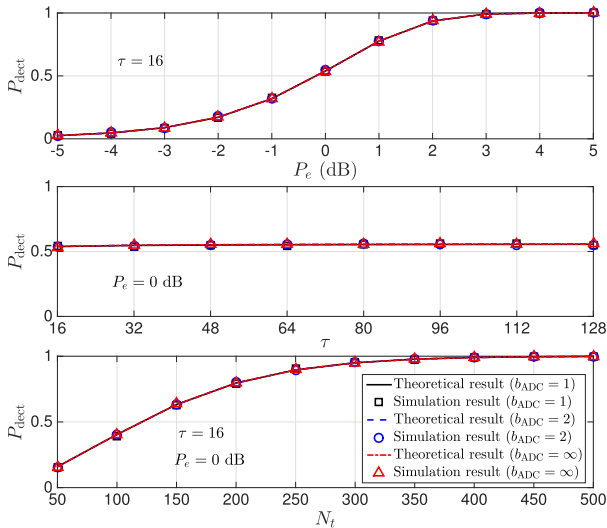 1
0.5
0
P_dect
τ = 16
-5 -4 -3 -2 -1 0 1 2 3 4 5
P_e (dB)
1
0.5
0
P_dect
P_e = 0 dB
16 32 48 64 80 96 112 128
τ
1
0.5
0
P_dect
τ = 16
P_e = 0 dB
Theoretical result (b_ADC = 1)
Simulation result (b_ADC = 1)
Theoretical result (b_ADC = 2)
Simulation result (b_ADC = 2)
Theoretical result (b_ADC = ∞)
Simulation result (b_ADC = ∞)
50 100 150 200 250 300 350 400 450 500
N_t